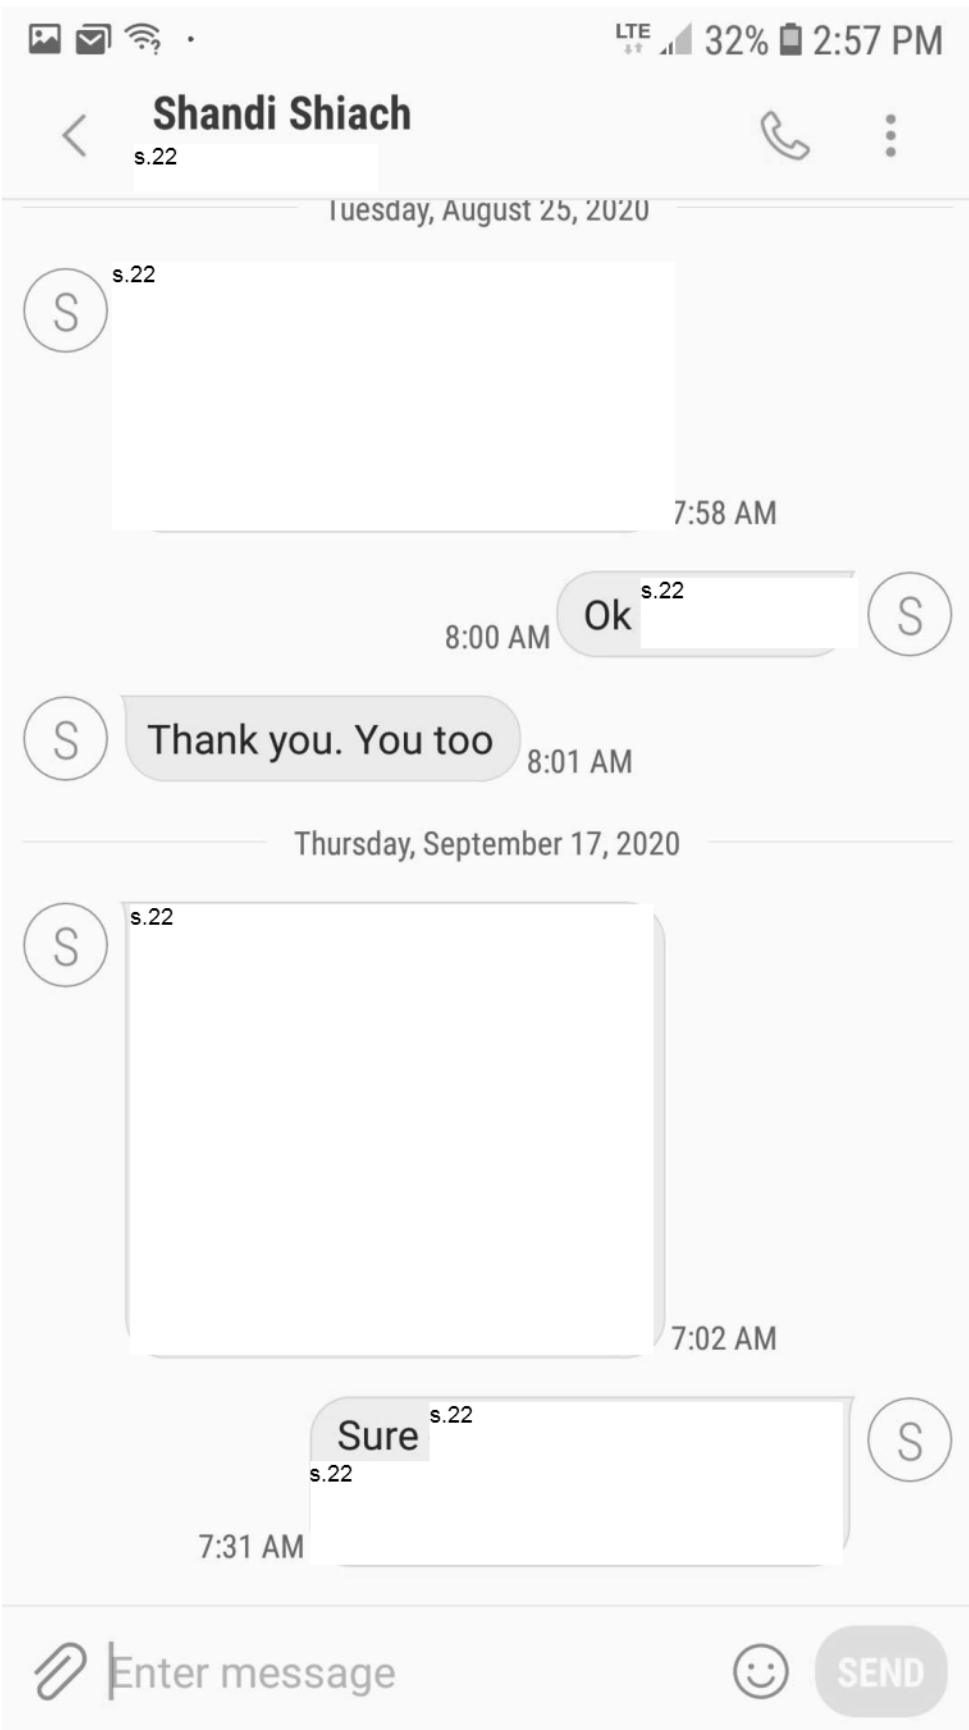 LTE 32% 2:57 PM
Shandi Shiach
s.22
Tuesday, August 25, 2020
S s.22
7:58 AM
8:00 AM Ok s.22 S
S Thank you. You too 8:01 AM
Thursday, September 17, 2020
S s.22
7:02 AM
Sure s.22 S
s.22
7:31 AM
Enter message SEND